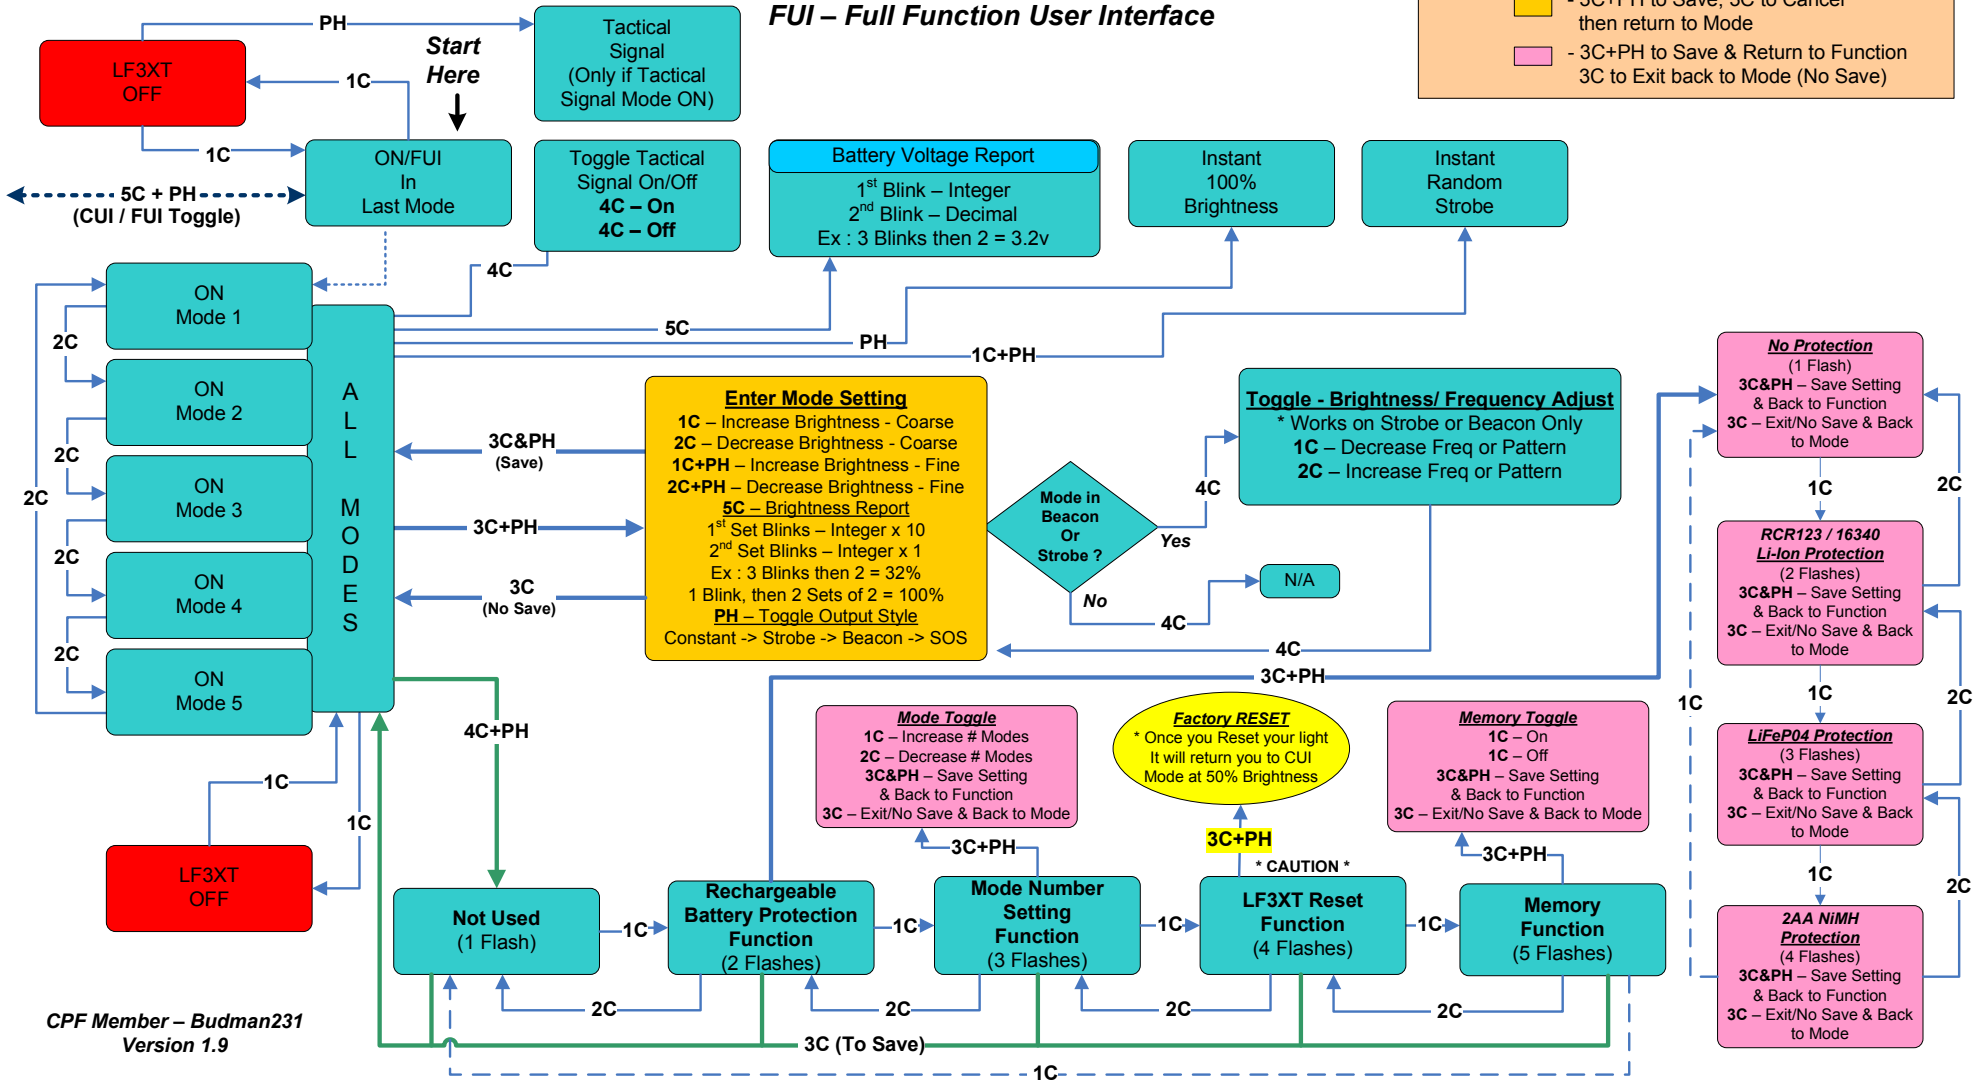 FUI – Full Function User Interface
- 3C+PH to Save, 3C to Cancel
then return to Mode
- 3C+PH to Save & Return to Function
3C to Exit back to Mode (No Save)
PH
LF3XT
OFF
Start
Here
1C
1C
Tactical
Signal
(Only if Tactical
Signal Mode ON)
ON/FUI
In
Last Mode
5C + PH
(CUI / FUI Toggle)
Toggle Tactical
Signal On/Off
4C – On
4C – Off
Battery Voltage Report
1st Blink – Integer
2nd Blink – Decimal
Ex : 3 Blinks then 2 = 3.2v
Instant
100%
Brightness
Instant
Random
Strobe
4C
5C
PH
1C+PH
ON
Mode 1
2C
ON
Mode 2
2C
ON
Mode 3
2C
ON
Mode 4
2C
ON
Mode 5
2C
ALL MODES
3C&PH
(Save)
3C+PH
3C
(No Save)
Enter Mode Setting
1C – Increase Brightness - Coarse
2C – Decrease Brightness - Coarse
1C+PH – Increase Brightness - Fine
2C+PH – Decrease Brightness - Fine
5C – Brightness Report
1st Set Blinks – Integer x 10
2nd Set Blinks – Integer x 1
Ex : 3 Blinks then 2 = 32%
1 Blink, then 2 Sets of 2 = 100%
PH – Toggle Output Style
Constant -> Strobe -> Beacon -> SOS
Mode in
Beacon
Or
Strobe ?
Yes
No
4C
4C
N/A
4C
Toggle - Brightness/ Frequency Adjust
* Works on Strobe or Beacon Only
1C – Decrease Freq or Pattern
2C – Increase Freq or Pattern
No Protection
(1 Flash)
3C&PH – Save Setting
& Back to Function
3C – Exit/No Save & Back
to Mode
1C
2C
RCR123 / 16340
Li-Ion Protection
(2 Flashes)
3C&PH – Save Setting
& Back to Function
3C – Exit/No Save & Back
to Mode
1C
2C
1C
LiFeP04 Protection
(3 Flashes)
3C&PH – Save Setting
& Back to Function
3C – Exit/No Save & Back
to Mode
1C
2C
2AA NiMH
Protection
(4 Flashes)
3C&PH – Save Setting
& Back to Function
3C – Exit/No Save & Back
to Mode
3C+PH
4C+PH
1C
1C
LF3XT
OFF
Mode Toggle
1C – Increase # Modes
2C – Decrease # Modes
3C&PH – Save Setting
& Back to Function
3C – Exit/No Save & Back to Mode
3C+PH
Factory RESET
* Once you Reset your light
It will return you to CUI
Mode at 50% Brightness
3C+PH
* CAUTION *
Memory Toggle
1C – On
1C – Off
3C&PH – Save Setting
& Back to Function
3C – Exit/No Save & Back to Mode
3C+PH
Not Used
(1 Flash)
1C
Rechargeable
Battery Protection
Function
(2 Flashes)
1C
Mode Number
Setting
Function
(3 Flashes)
1C
LF3XT Reset
Function
(4 Flashes)
1C
Memory
Function
(5 Flashes)
2C
2C
2C
2C
3C (To Save)
1C
CPF Member – Budman231
Version 1.9